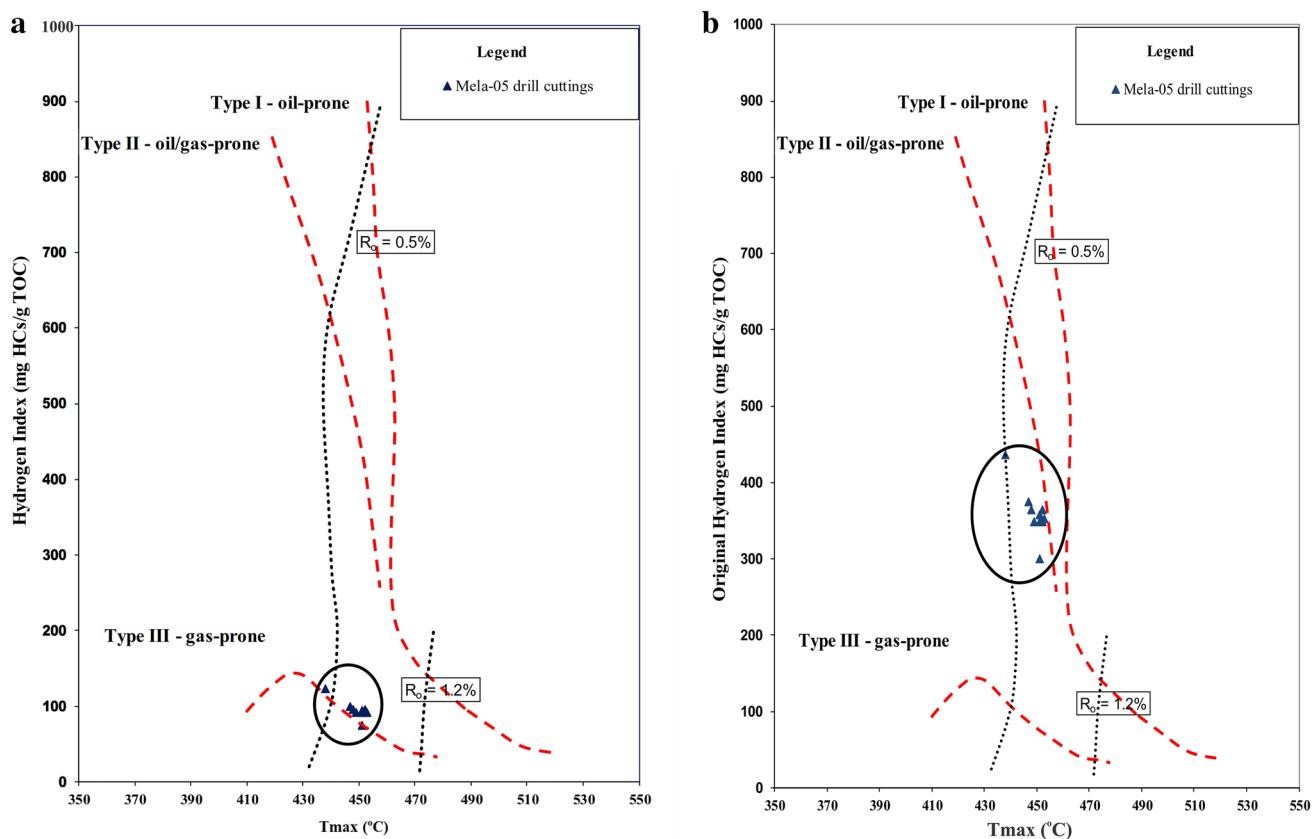 a
Hydrogen Index (mg HCs/g TOC)
1000
900
800
700
600
500
400
300
200
100
0
Legend
Mela-05 drill cuttings
Type I - oil-prone
Type II - oil/gas-prone
Ro = 0.5%
Type III - gas-prone
Ro = 1.2%
350 370 390 410 430 450 470 490 510 530 550
Tmax (ºC)
b
Original Hydrogen Index (mg HCs/g TOC)
1000
900
800
700
600
500
400
300
200
100
0
Legend
Mela-05 drill cuttings
Type I - oil-prone
Type II - oil/gas-prone
Ro = 0.5%
Type III - gas-prone
Ro = 1.2%
350 370 390 410 430 450 470 490 510 530 550
Tmax (ºC)